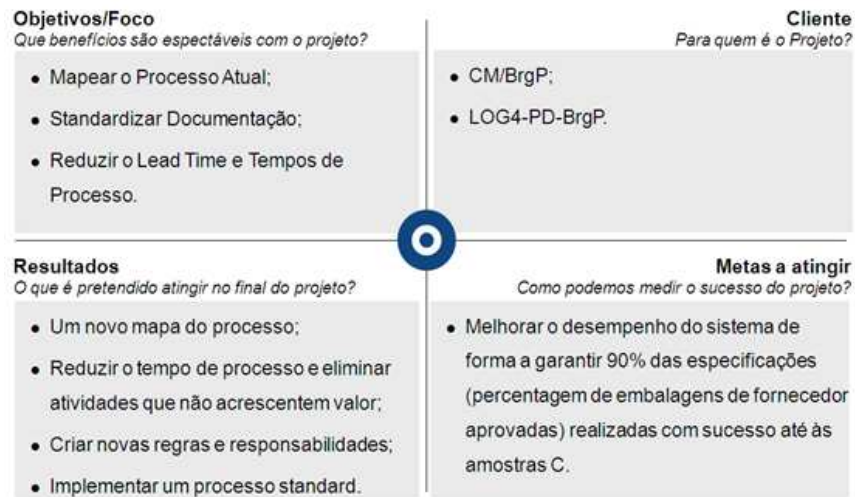 Objetivos/Foco
Que benefícios são espectáveis com o projeto?
• Mapear o Processo Atual;
• Standardizar Documentação;
• Reduzir o Lead Time e Tempos de
Processo.
Cliente
Para quem é o Projeto?
• CM/BrgP;
• LOG4-PD-BrgP.
Resultados
O que é pretendido atingir no final do projeto?
• Um novo mapa do processo;
• Reduzir o tempo de processo e eliminar
atividades que não acrescentem valor;
• Criar novas regras e responsabilidades;
• Implementar um processo standard.
Metas a atingir
Como podemos medir o sucesso do projeto?
• Melhorar o desempenho do sistema de
forma a garantir 90% das especificações
(percentagem de embalagens de fornecedor
aprovadas) realizadas com sucesso até às
amostras C.